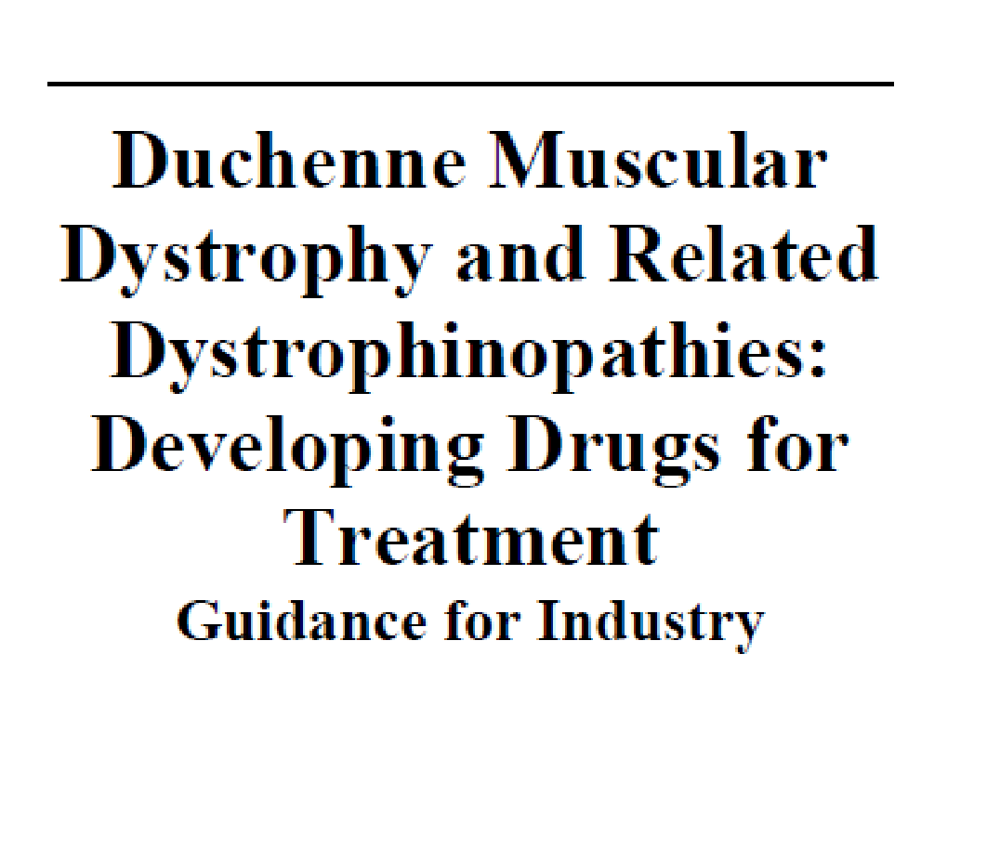 Duchenne Muscular
Dystrophy and Related
Dystrophinopathies:
Developing Drugs for
Treatment
Guidance for Industry